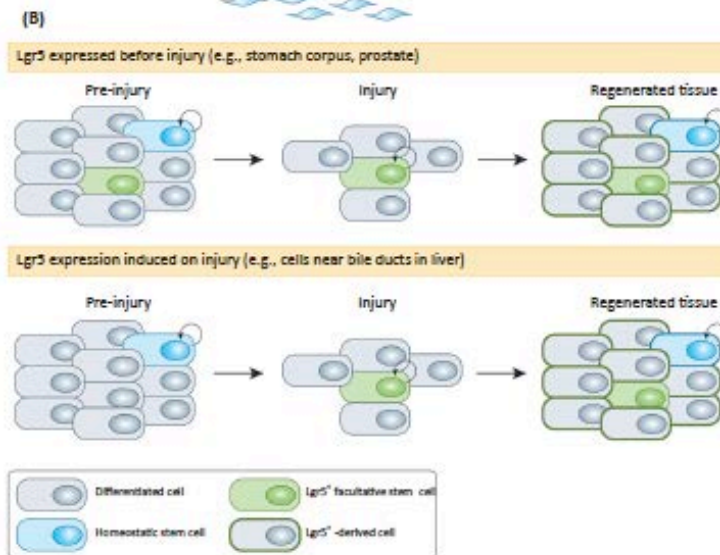 (B)
Lgr5 expressed before injury (e.g., stomach corpus, prostate)
Pre-injury Injury Regenerated tissue
Lgr5 expression induced on injury (e.g., cells near bile ducts in liver)
Pre-injury Injury Regenerated tissue
Differentiated cell Lgr5⁺ facultative stem cell
Homeostatic stem cell Lgr5⁺ -derived cell